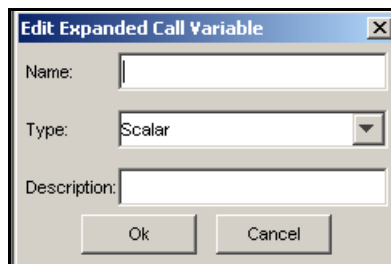 Edit Expanded Call Variable
Name:
Type: Scalar
Description:
Ok Cancel